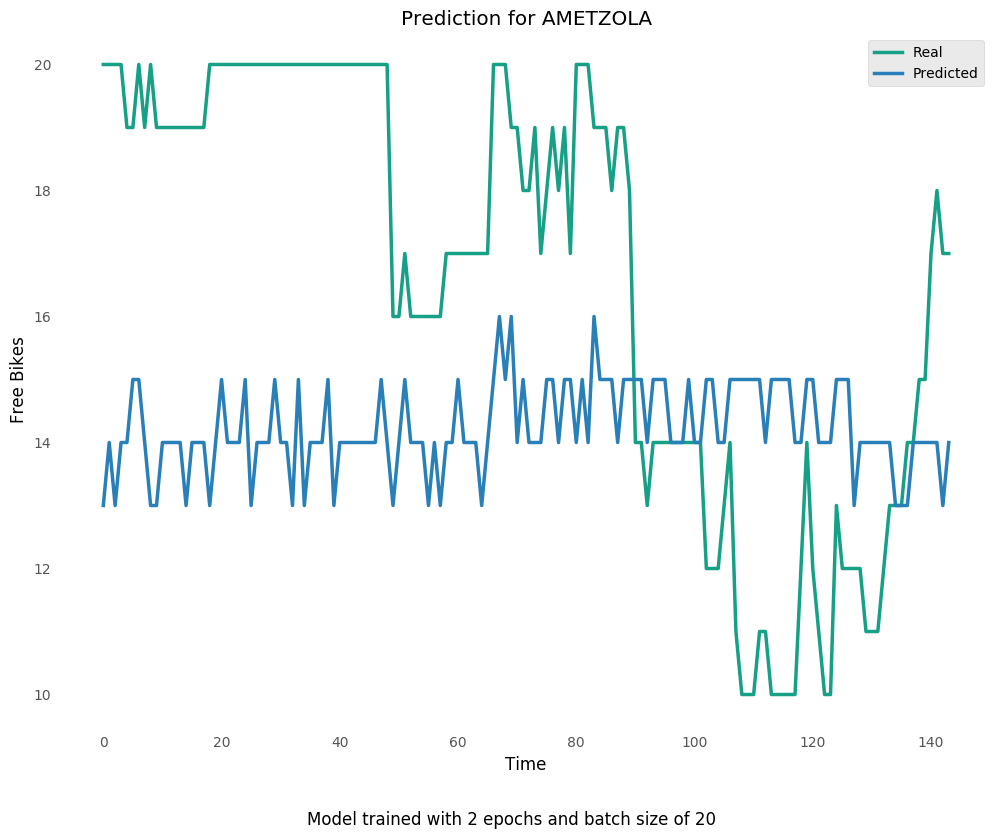 Prediction for AMETZOLA
Real
Predicted
Free Bikes
20
18
16
14
12
10
0 20 40 60 80 100 120 140
Time
Model trained with 2 epochs and batch size of 20